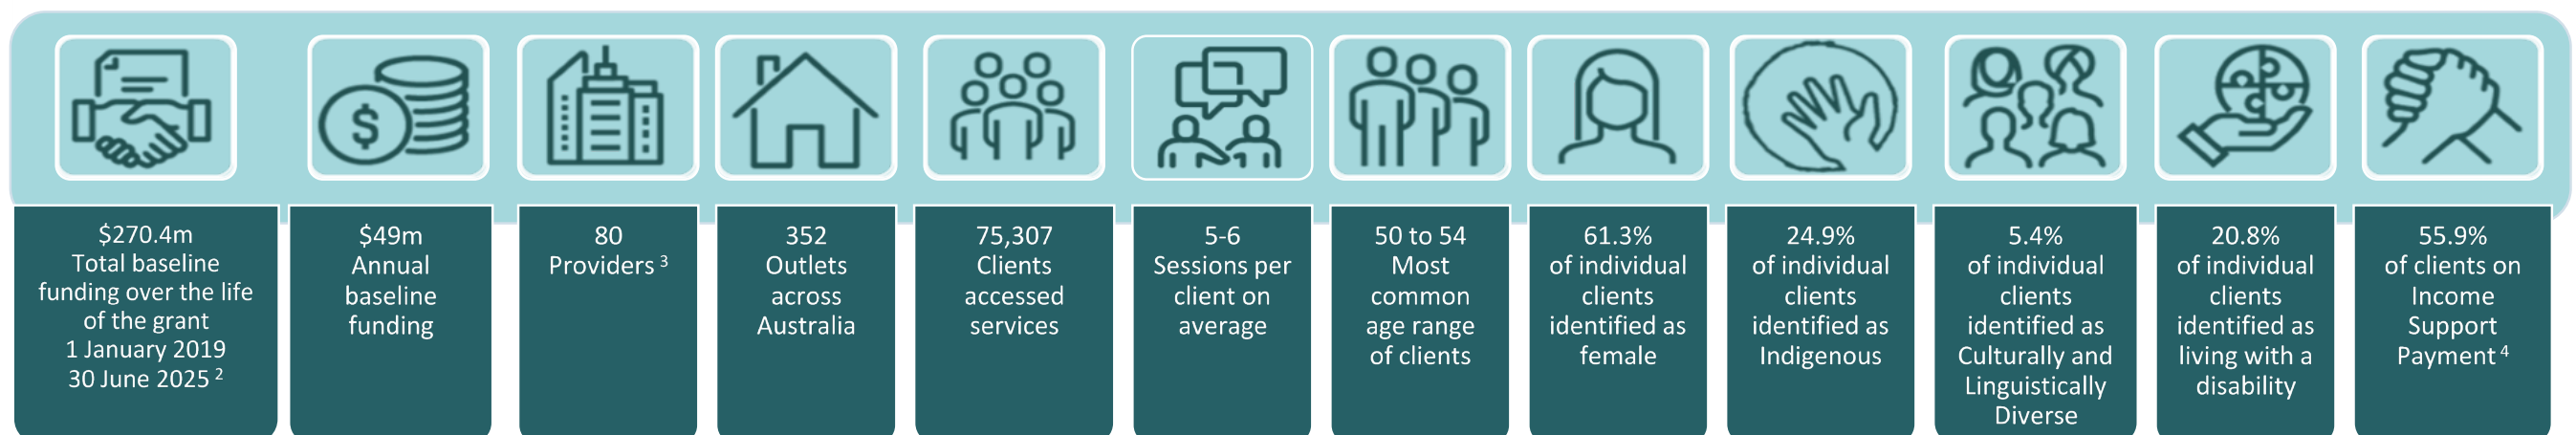 $270.4m
Total baseline
funding over the life
of the grant
1 January 2019
30 June 2025 2
$49m
Annual
baseline
funding
80
Providers 3
352
Outlets
across
Australia
75,307
Clients
accessed
services
5-6
Sessions per
client on
average
50 to 54
Most
common
age range
of clients
61.3%
of individual
clients
identified as
female
24.9%
of individual
clients
identified as
Indigenous
5.4%
of individual
clients
identified as
Culturally and
Linguistically
Diverse
20.8%
of individual
clients
identified as
living with a
disability
55.9%
of clients on
Income
Support
Payment 4